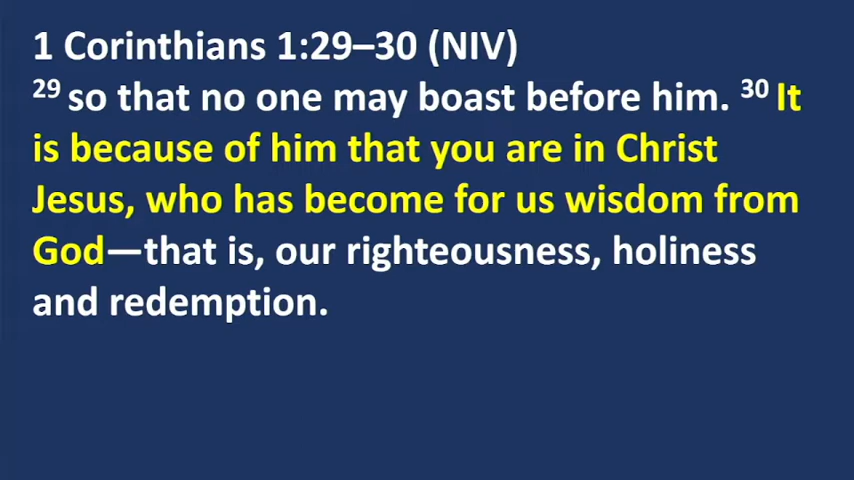 1 Corinthians 1:29–30 (NIV)
29 so that no one may boast before him. 30 It
is because of him that you are in Christ
Jesus, who has become for us wisdom from
God—that is, our righteousness, holiness
and redemption.